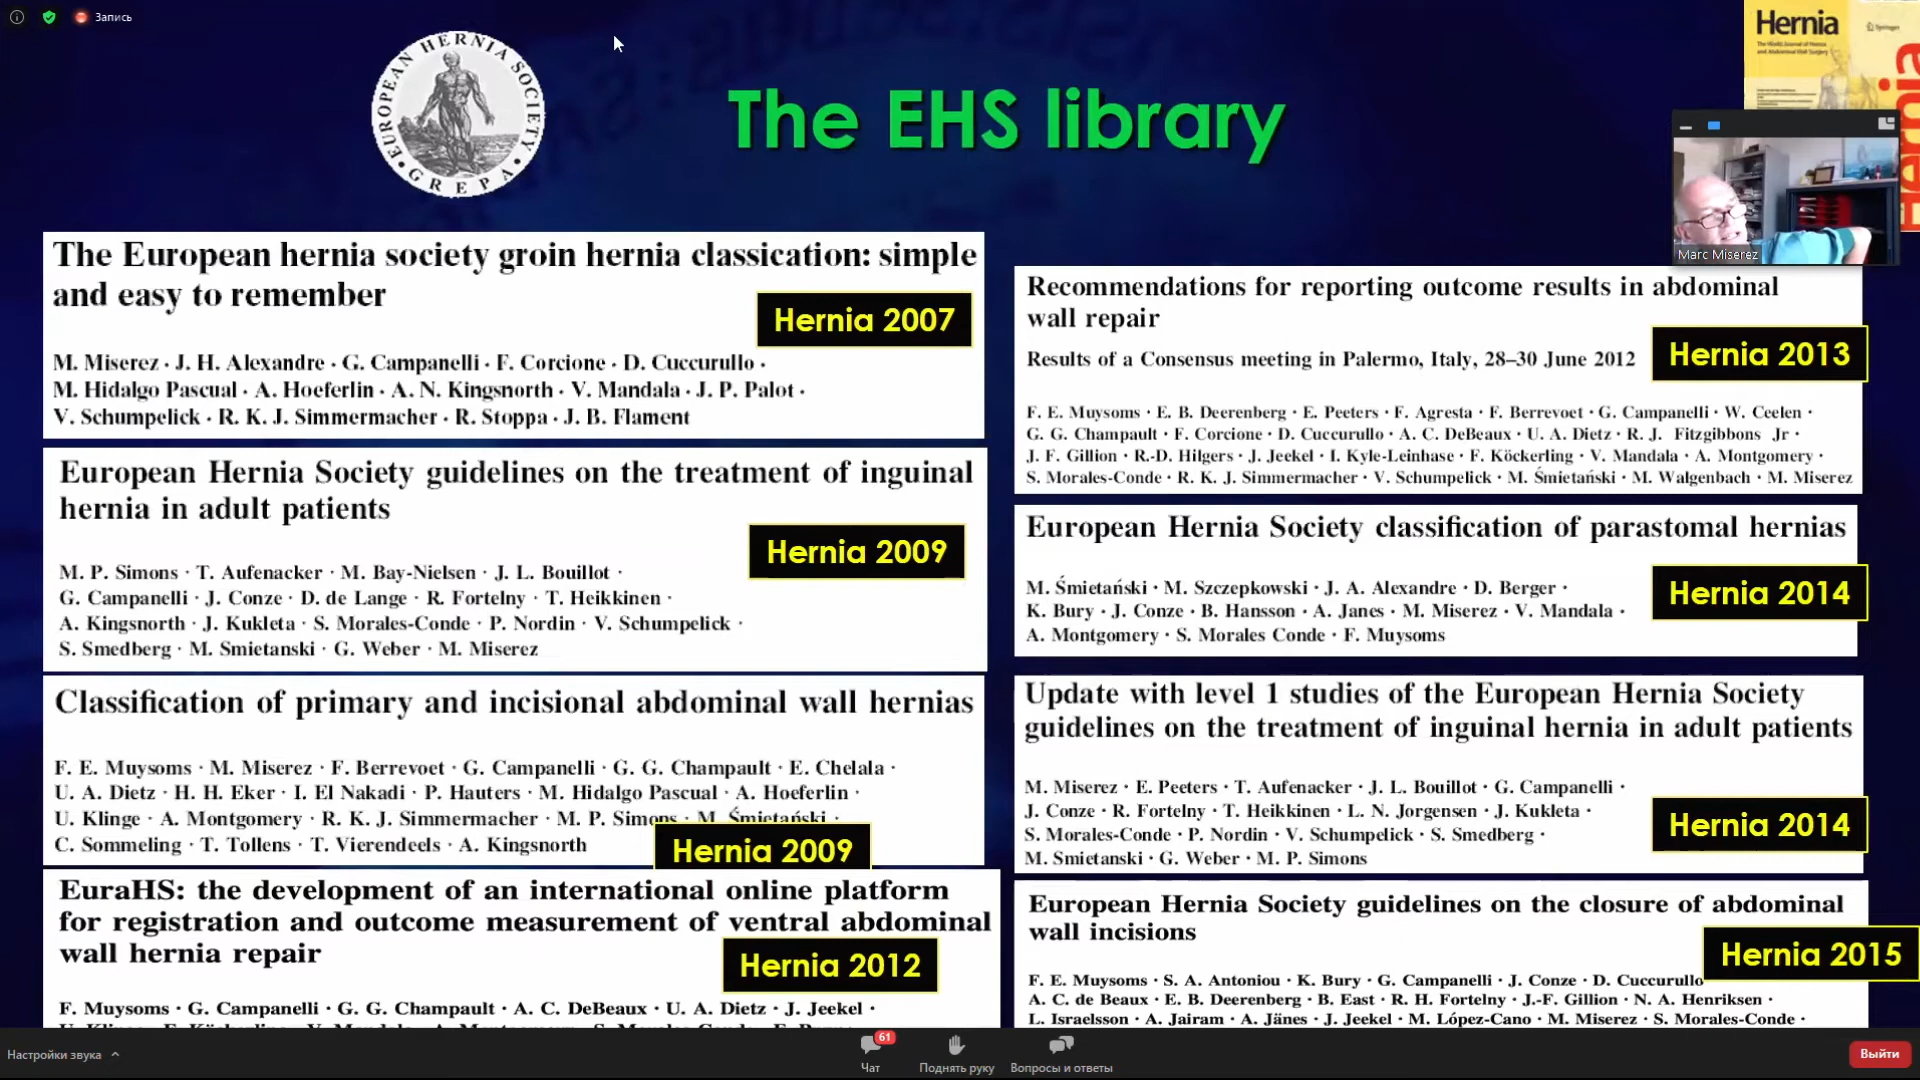 Запись
EUROPEAN HERNIA SOCIETY
GREPA
The EHS library
Hernia
Marc Miserez
The European hernia society groin hernia classication: simple
and easy to remember
Hernia 2007
M. Miserez · J. H. Alexandre · G. Campanelli · F. Corcione · D. Cuccurullo ·
M. Hidalgo Pascual · A. Hoeferlin · A. N. Kingsnorth · V. Mandala · J. P. Palot ·
V. Schumpelick · R. K. J. Simmermacher · R. Stoppa · J. B. Flament
European Hernia Society guidelines on the treatment of inguinal
hernia in adult patients
Hernia 2009
M. P. Simons · T. Aufenacker · M. Bay-Nielsen · J. L. Bouillot ·
G. Campanelli · J. Conze · D. de Lange · R. Fortelny · T. Heikkinen ·
A. Kingsnorth · J. Kukleta · S. Morales-Conde · P. Nordin · V. Schumpelick ·
S. Smedberg · M. Smietanski · G. Weber · M. Miserez
Classification of primary and incisional abdominal wall hernias
F. E. Muysoms · M. Miserez · F. Berrevoet · G. Campanelli · G. G. Champault · E. Chelala ·
U. A. Dietz · H. H. Eker · I. El Nakadi · P. Hauters · M. Hidalgo Pascual · A. Hoeferlin ·
U. Klinge · A. Montgomery · R. K. J. Simmermacher · M. P. Simons · M. Śmietański ·
C. Sommeling · T. Tollens · T. Vierendeels · A. Kingsnorth
Hernia 2009
EuraHS: the development of an international online platform
for registration and outcome measurement of ventral abdominal
wall hernia repair
Hernia 2012
F. Muysoms · G. Campanelli · G. G. Champault · A. C. DeBeaux · U. A. Dietz · J. Jeekel ·
Recommendations for reporting outcome results in abdominal
wall repair
Results of a Consensus meeting in Palermo, Italy, 28–30 June 2012
Hernia 2013
F. E. Muysoms · E. B. Deerenberg · E. Peeters · F. Agresta · F. Berrevoet · G. Campanelli · W. Ceelen ·
G. G. Champault · F. Corcione · D. Cuccurullo · A. C. DeBeaux · U. A. Dietz · R. J. Fitzgibbons Jr ·
J. F. Gillion · R.-D. Hilgers · J. Jeekel · I. Kyle-Leinhase · F. Köckerling · V. Mandala · A. Montgomery ·
S. Morales-Conde · R. K. J. Simmermacher · V. Schumpelick · M. Śmietański · M. Walgenbach · M. Miserez
European Hernia Society classification of parastomal hernias
Hernia 2014
M. Śmietański · M. Szczepkowski · J. A. Alexandre · D. Berger ·
K. Bury · J. Conze · B. Hansson · A. Janes · M. Miserez · V. Mandala ·
A. Montgomery · S. Morales Conde · F. Muysoms
Update with level 1 studies of the European Hernia Society
guidelines on the treatment of inguinal hernia in adult patients
M. Miserez · E. Peeters · T. Aufenacker · J. L. Bouillot · G. Campanelli ·
J. Conze · R. Fortelny · T. Heikkinen · L. N. Jorgensen · J. Kukleta ·
Hernia 2014
S. Morales-Conde · P. Nordin · V. Schumpelick · S. Smedberg ·
M. Smietanski · G. Weber · M. P. Simons
European Hernia Society guidelines on the closure of abdominal
wall incisions
Hernia 2015
F. E. Muysoms · S. A. Antoniou · K. Bury · G. Campanelli · J. Conze · D. Cuccurullo
A. C. de Beaux · E. B. Deerenberg · B. East · R. H. Fortelny · J.-F. Gillion · N. A. Henriksen ·
L. Israelsson · A. Jairam · A. Jänes · J. Jeekel · M. López-Cano · M. Miserez · S. Morales-Conde ·
Настройки звука
61
Чат
Поднять руку
Вопросы и ответы
Выйти